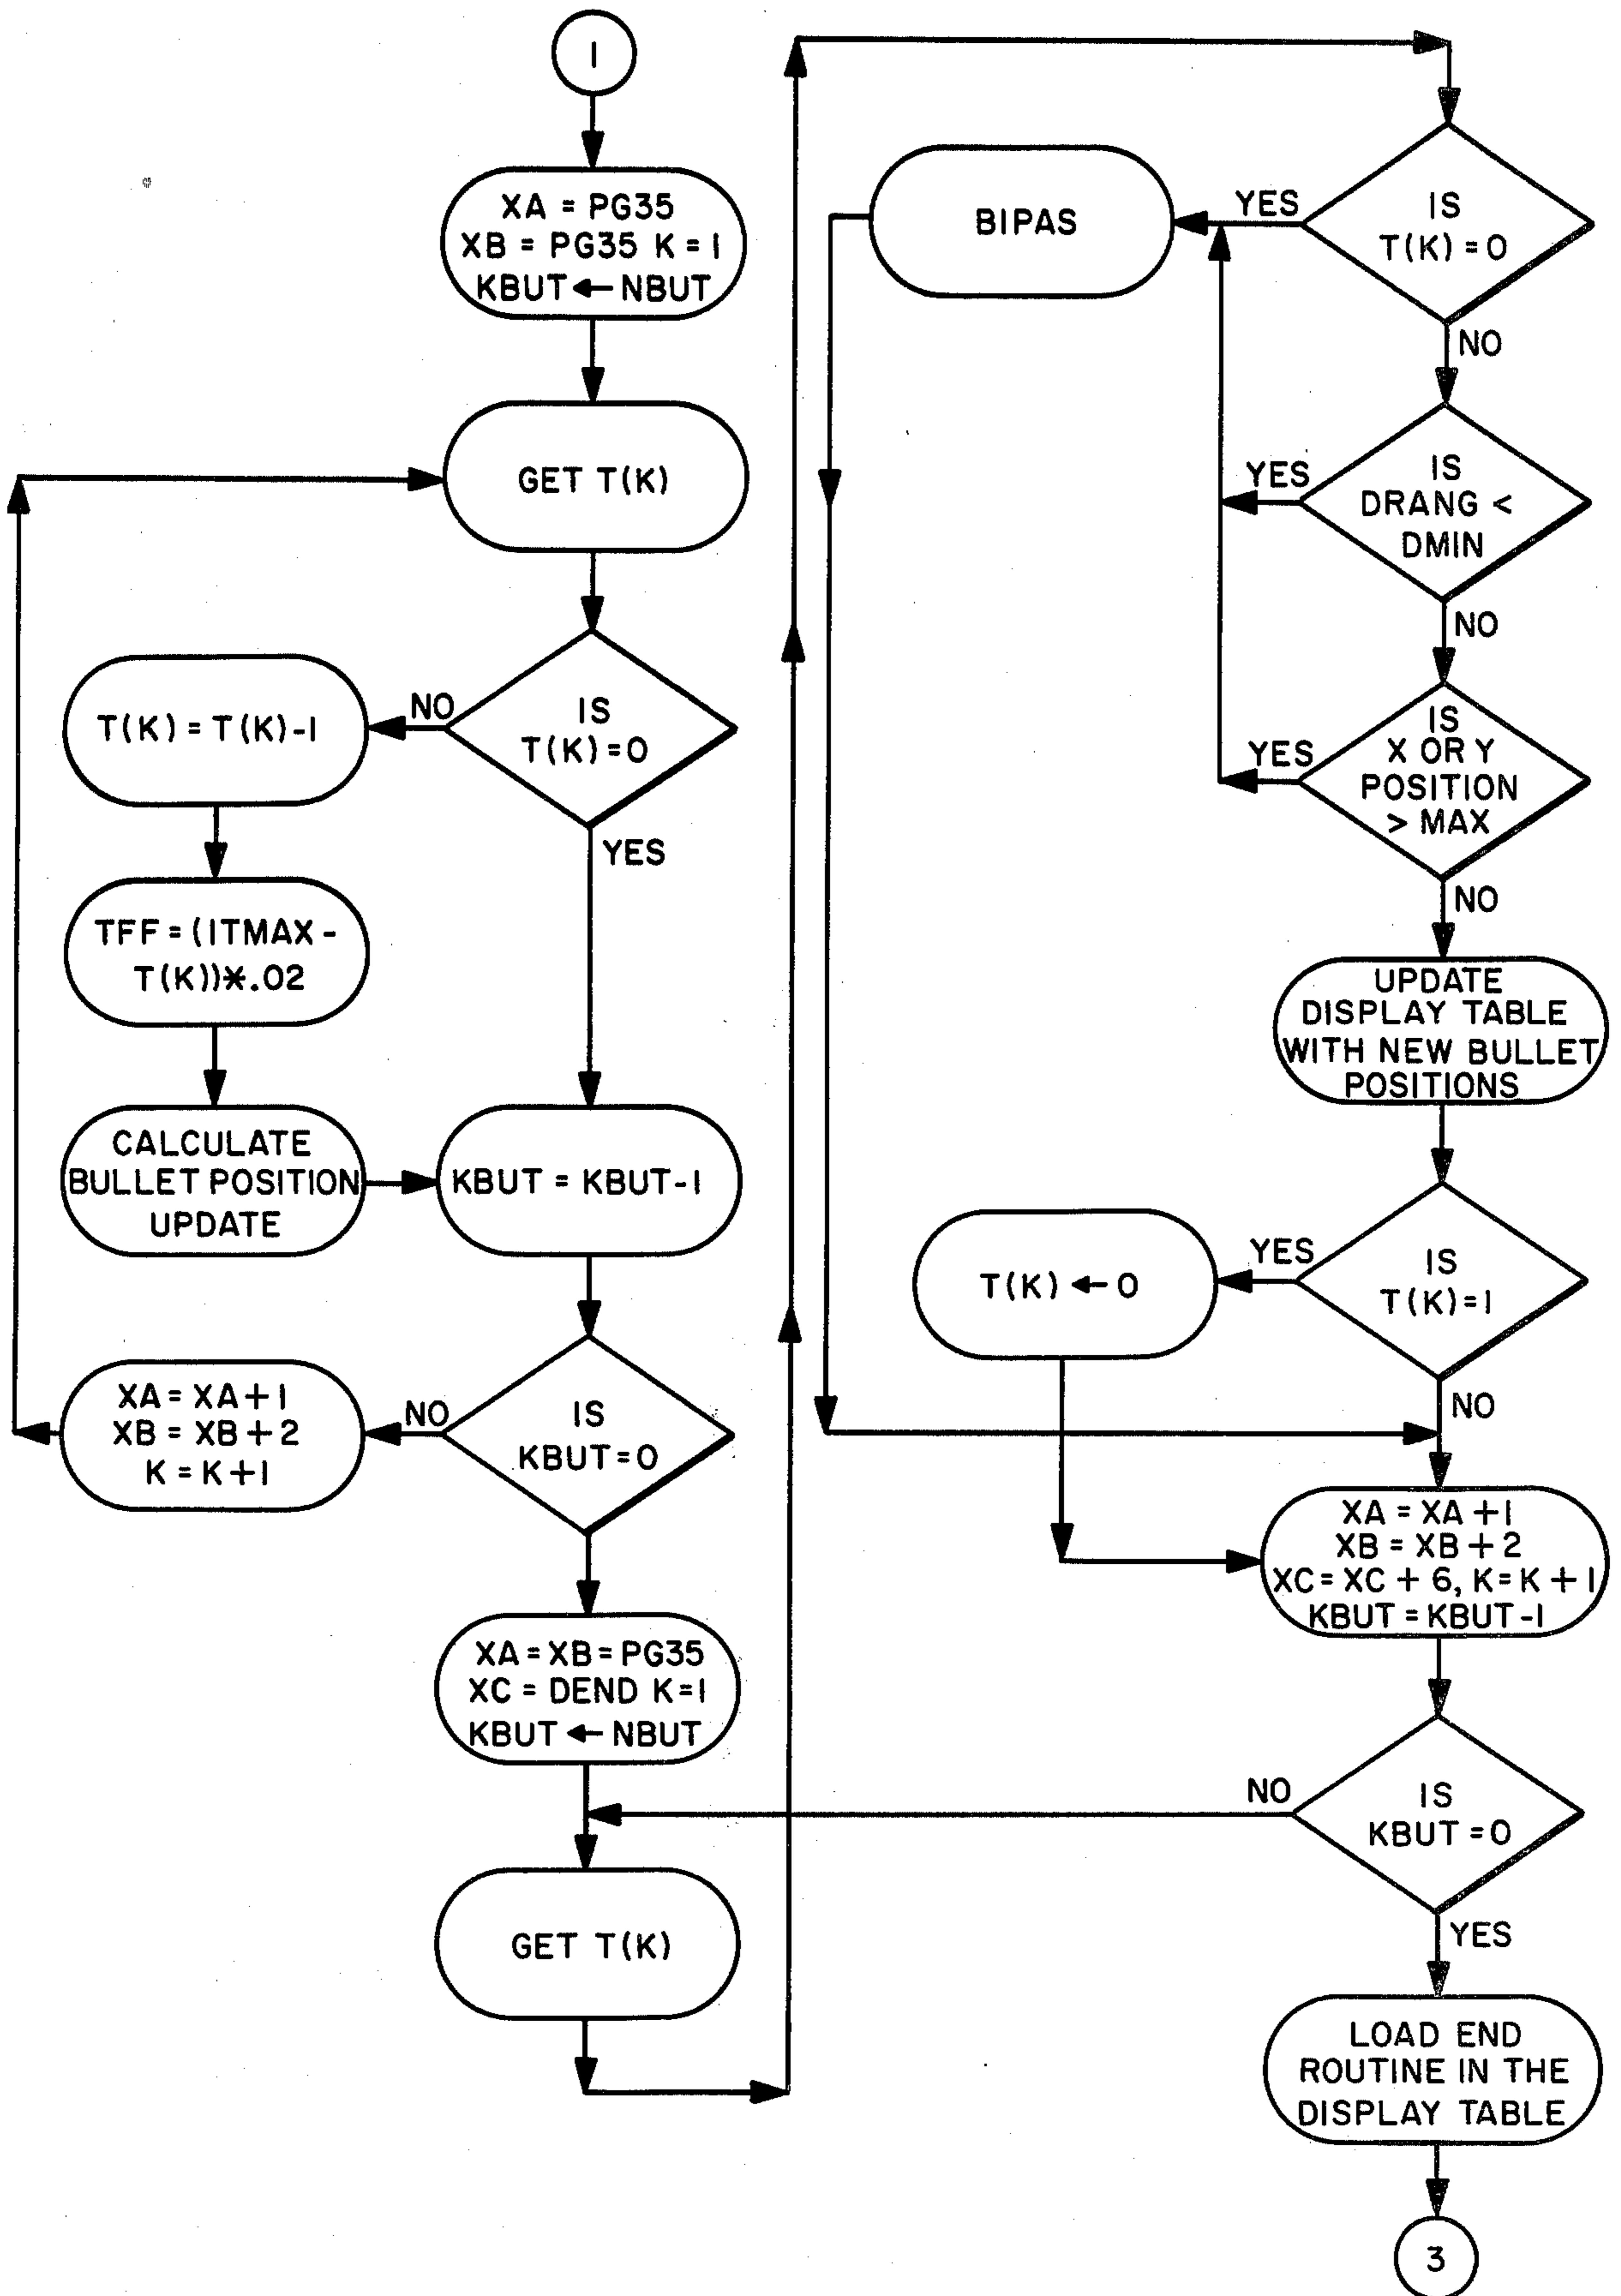 1
XA = PG35
XB = PG35 K = 1
KBUT ← NBUT
GET T(K)
IS
T(K) = 0
NO
YES
T(K) = T(K)-1
TFF = (ITMAX -
T(K))*.02
CALCULATE
BULLET POSITION
UPDATE
KBUT = KBUT-1
IS
KBUT = 0
NO
XA = XA + 1
XB = XB + 2
K = K + 1
XA = XB = PG35
XC = DEND K = 1
KBUT ← NBUT
GET T(K)
IS
T(K) = 0
YES
BIPAS
NO
IS
DRANG <
DMIN
YES
NO
IS
X OR Y
POSITION
> MAX
YES
NO
UPDATE
DISPLAY TABLE
WITH NEW BULLET
POSITIONS
IS
T(K) = 1
YES
T(K) ← 0
NO
XA = XA + 1
XB = XB + 2
XC = XC + 6, K = K + 1
KBUT = KBUT - 1
IS
KBUT = 0
NO
YES
LOAD END
ROUTINE IN THE
DISPLAY TABLE
3